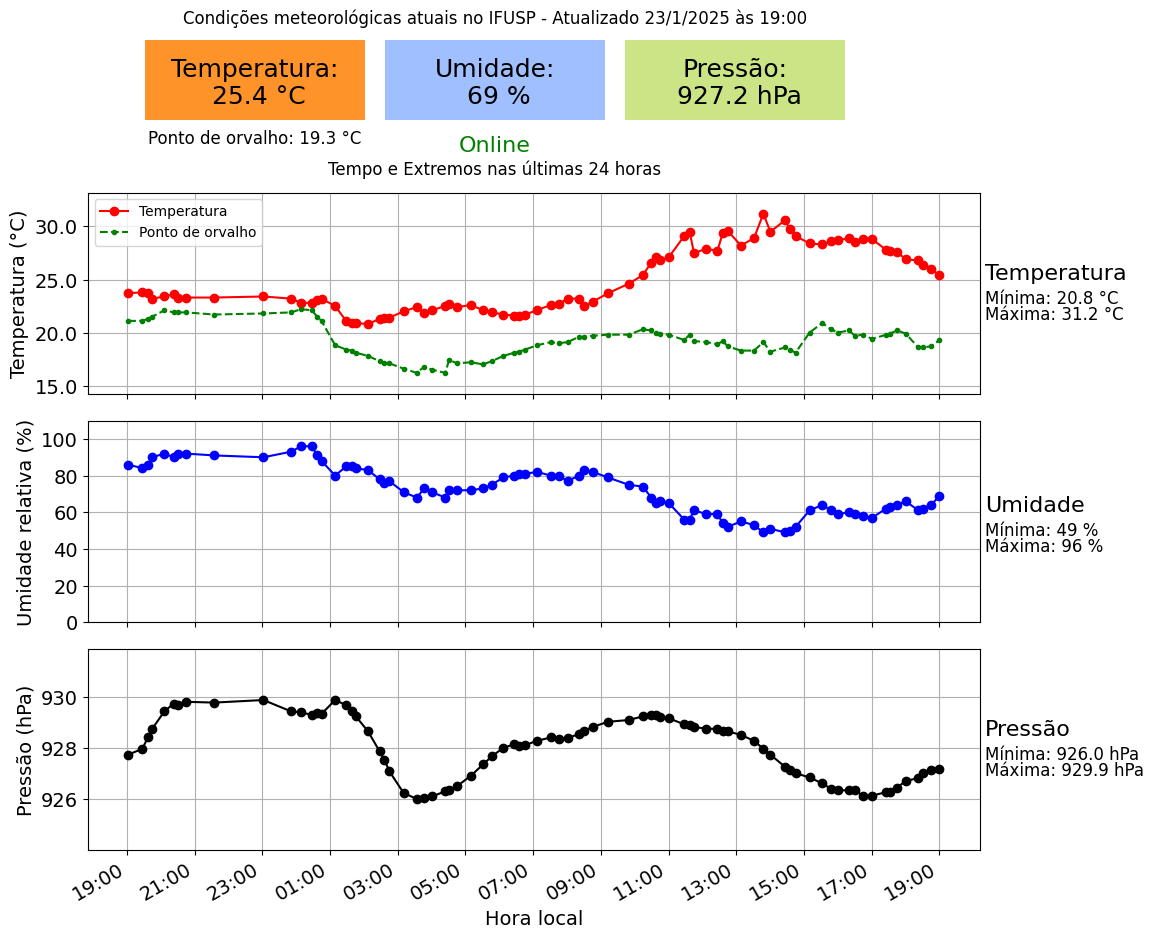 Condições meteorológicas atuais no IFUSP - Atualizado 23/1/2025 às 19:00
Temperatura:
25.4 °C
Umidade:
69 %
Pressão:
927.2 hPa
Ponto de orvalho: 19.3 °C
Online
Tempo e Extremos nas últimas 24 horas
Temperatura
Ponto de orvalho
Temperatura (°C)
30.0
25.0
20.0
15.0
Temperatura
Mínima: 20.8 °C
Máxima: 31.2 °C
Umidade relativa (%)
100
80
60
40
20
0
Umidade
Mínima: 49 %
Máxima: 96 %
Pressão (hPa)
930
928
926
Pressão
Mínima: 926.0 hPa
Máxima: 929.9 hPa
19:00 21:00 23:00 01:00 03:00 05:00 07:00 09:00 11:00 13:00 15:00 17:00 19:00
Hora local